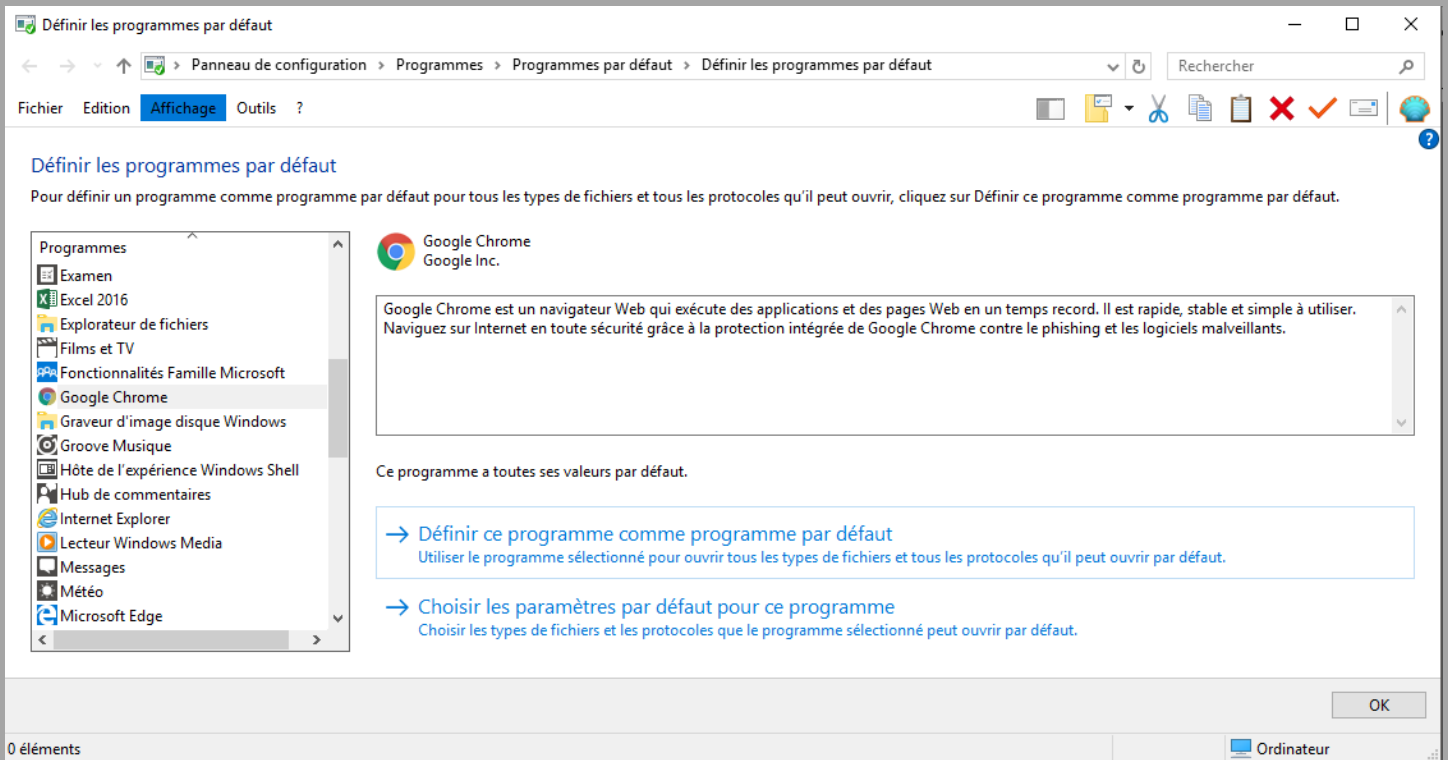 Définir les programmes par défaut
Panneau de configuration > Programmes > Programmes par défaut > Définir les programmes par défaut
Rechercher
Fichier Edition Affichage Outils ?
?
Définir les programmes par défaut
Pour définir un programme comme programme par défaut pour tous les types de fichiers et tous les protocoles qu'il peut ouvrir, cliquez sur Définir ce programme comme programme par défaut.
Programmes
Examen
Excel 2016
Explorateur de fichiers
Films et TV
Fonctionnalités Famille Microsoft
Google Chrome
Graveur d'image disque Windows
Groove Musique
Hôte de l'expérience Windows Shell
Hub de commentaires
Internet Explorer
Lecteur Windows Media
Messages
Météo
Microsoft Edge
Google Chrome
Google Inc.
Google Chrome est un navigateur Web qui exécute des applications et des pages Web en un temps record. Il est rapide, stable et simple à utiliser.
Naviguez sur Internet en toute sécurité grâce à la protection intégrée de Google Chrome contre le phishing et les logiciels malveillants.
Ce programme a toutes ses valeurs par défaut.
Définir ce programme comme programme par défaut
Utiliser le programme sélectionné pour ouvrir tous les types de fichiers et tous les protocoles qu'il peut ouvrir par défaut.
Choisir les paramètres par défaut pour ce programme
Choisir les types de fichiers et les protocoles que le programme sélectionné peut ouvrir par défaut.
OK
0 éléments
Ordinateur